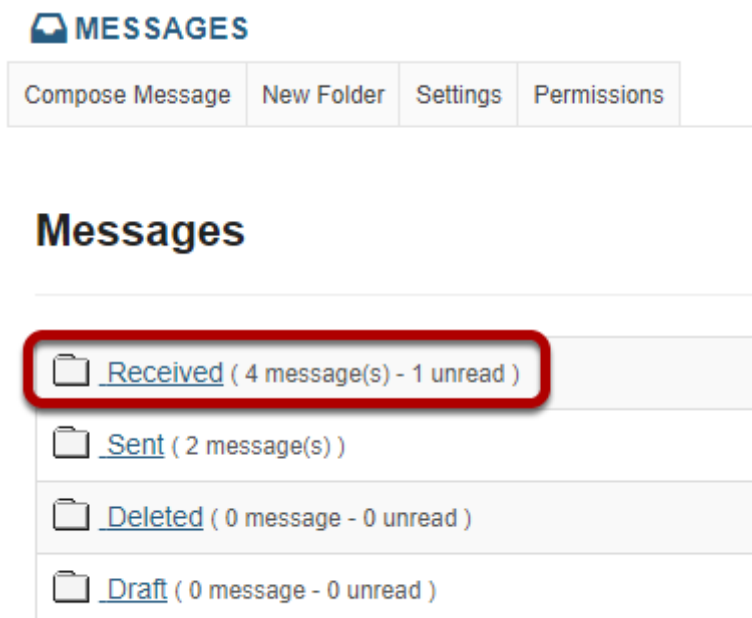 MESSAGES
Compose Message New Folder Settings Permissions
Messages
Received ( 4 message(s) - 1 unread )
Sent ( 2 message(s) )
Deleted ( 0 message - 0 unread )
Draft ( 0 message - 0 unread )